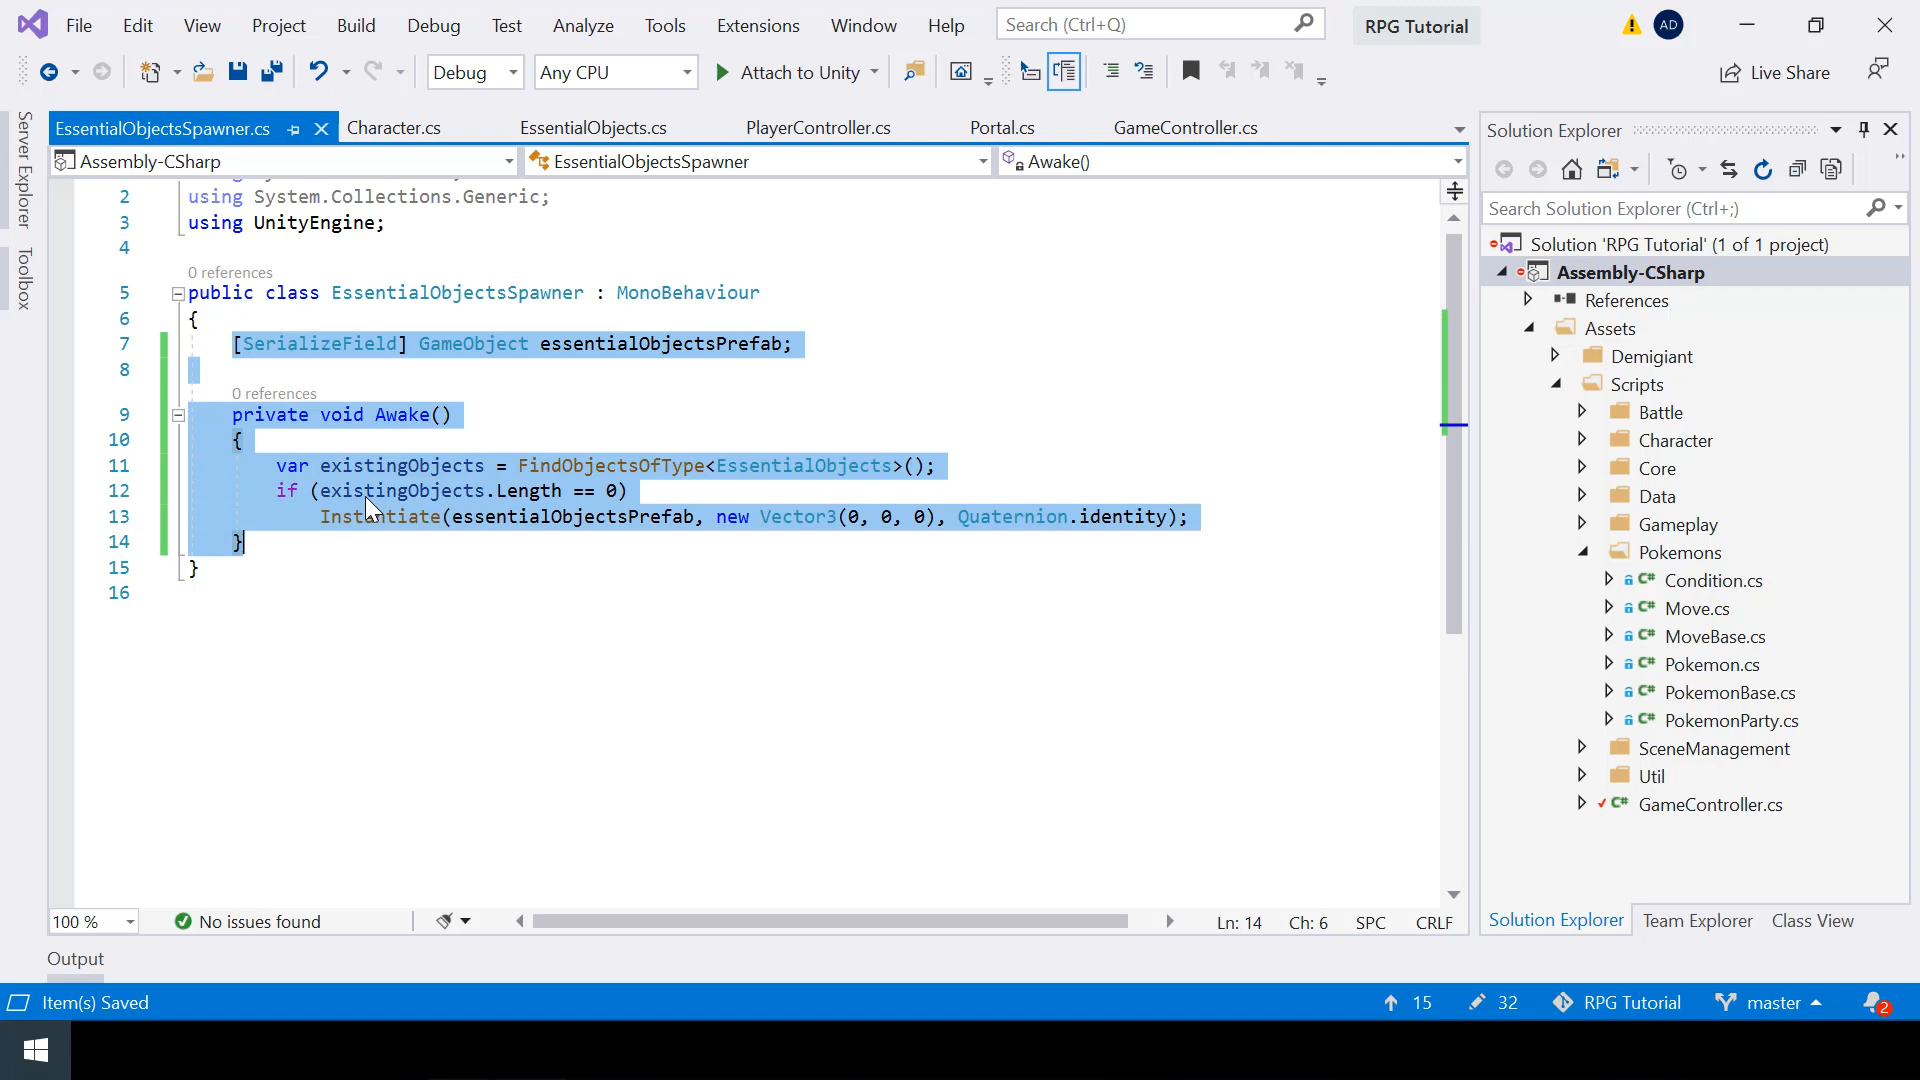 File Edit View Project Build Debug Test Analyze Tools Extensions Window Help Search (Ctrl+Q) RPG Tutorial AD
Debug Any CPU Attach to Unity Live Share
Server Explorer
Toolbox
EssentialObjectsSpawner.cs Character.cs EssentialObjects.cs PlayerController.cs Portal.cs GameController.cs
Assembly-CSharp EssentialObjectsSpawner Awake()
2 using System.Collections.Generic;
3 using UnityEngine;
4
0 references
5 public class EssentialObjectsSpawner : MonoBehaviour
6 {
7 [SerializeField] GameObject essentialObjectsPrefab;
8
0 references
9 private void Awake()
10 {
11 var existingObjects = FindObjectsOfType<EssentialObjects>();
12 if (existingObjects.Length == 0)
13 Instantiate(essentialObjectsPrefab, new Vector3(0, 0, 0), Quaternion.identity);
14 }
15 }
16
100 % No issues found Ln: 14 Ch: 6 SPC CRLF
Solution Explorer
Search Solution Explorer (Ctrl+;)
Solution 'RPG Tutorial' (1 of 1 project)
Assembly-CSharp
References
Assets
Demigiant
Scripts
Battle
Character
Core
Data
Gameplay
Pokemons
C# Condition.cs
C# Move.cs
C# MoveBase.cs
C# Pokemon.cs
C# PokemonBase.cs
C# PokemonParty.cs
SceneManagement
Util
C# GameController.cs
Solution Explorer Team Explorer Class View
Output
Item(s) Saved 15 32 RPG Tutorial master 2